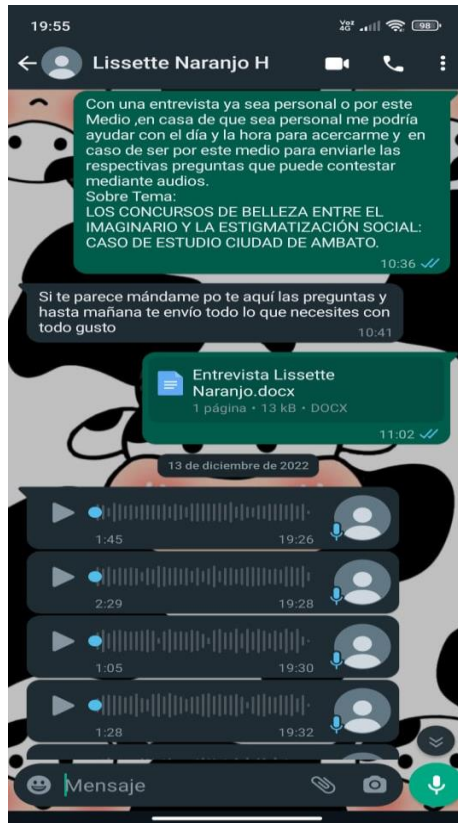 19:55
Voz
4G
98
Lissette Naranjo H
Con una entrevista ya sea personal o por este
Medio ,en casa de que sea personal me podría
ayudar con el día y la hora para acercarme y en
caso de ser por este medio para enviarle las
respectivas preguntas que puede contestar
mediante audios.
Sobre Tema:
LOS CONCURSOS DE BELLEZA ENTRE EL
IMAGINARIO Y LA ESTIGMATIZACIÓN SOCIAL:
CASO DE ESTUDIO CIUDAD DE AMBATO.
10:36
Si te parece mándame po te aquí las preguntas y
hasta mañana te envío todo lo que necesites con
todo gusto
10:41
Entrevista Lissette
Naranjo.docx
1 página • 13 kB • DOCX
11:02
13 de diciembre de 2022
1:45 19:26
2:29 19:28
1:05 19:30
1:28 19:32
Mensaje